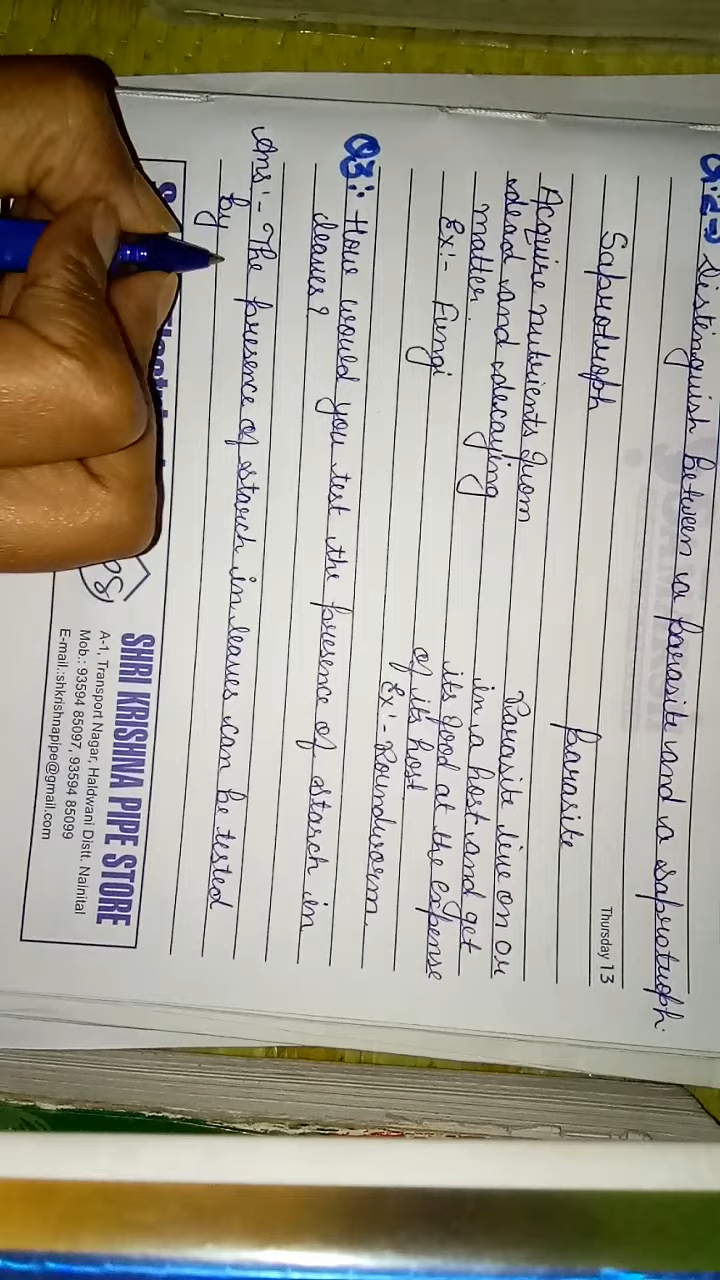 Q.2→ Distinguish between a parasite and a saprotroph.
Thursday 13
Saprotroph
Parasite
Acquire nutrients from
dead and decaying
matter.
Ex:- Fungi
Parasite live on or
in a host and get
its food at the expense
of its host
Ex:- Roundworm.
Q3:- How would you test the presence of starch in
leaves?
Ans:- The presence of starch in leaves can be tested
by
SHRI KRISHNA PIPE STORE
A-1, Transport Nagar, Haldwani Distt. Nainital
Mob.: 93594 85097, 93594 85099
E-mail.:shkrishnapipe@gmail.com